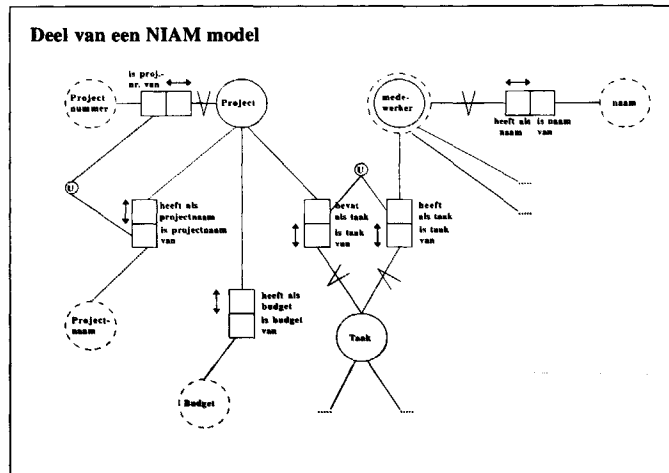 Deel van een NIAM model
is proj.-
nr. van
Project
nummer
Project
mede-
werker
heeft als
naam
is naam
van
naam
U
U
heeft als
projectnaam
is projectnaam
van
bevat
als taak
is taak
van
heeft
als taak
is taak
van
.....
.....
heeft als
budget
is budget
van
Project-
naam
Taak
Budget
.....
.....